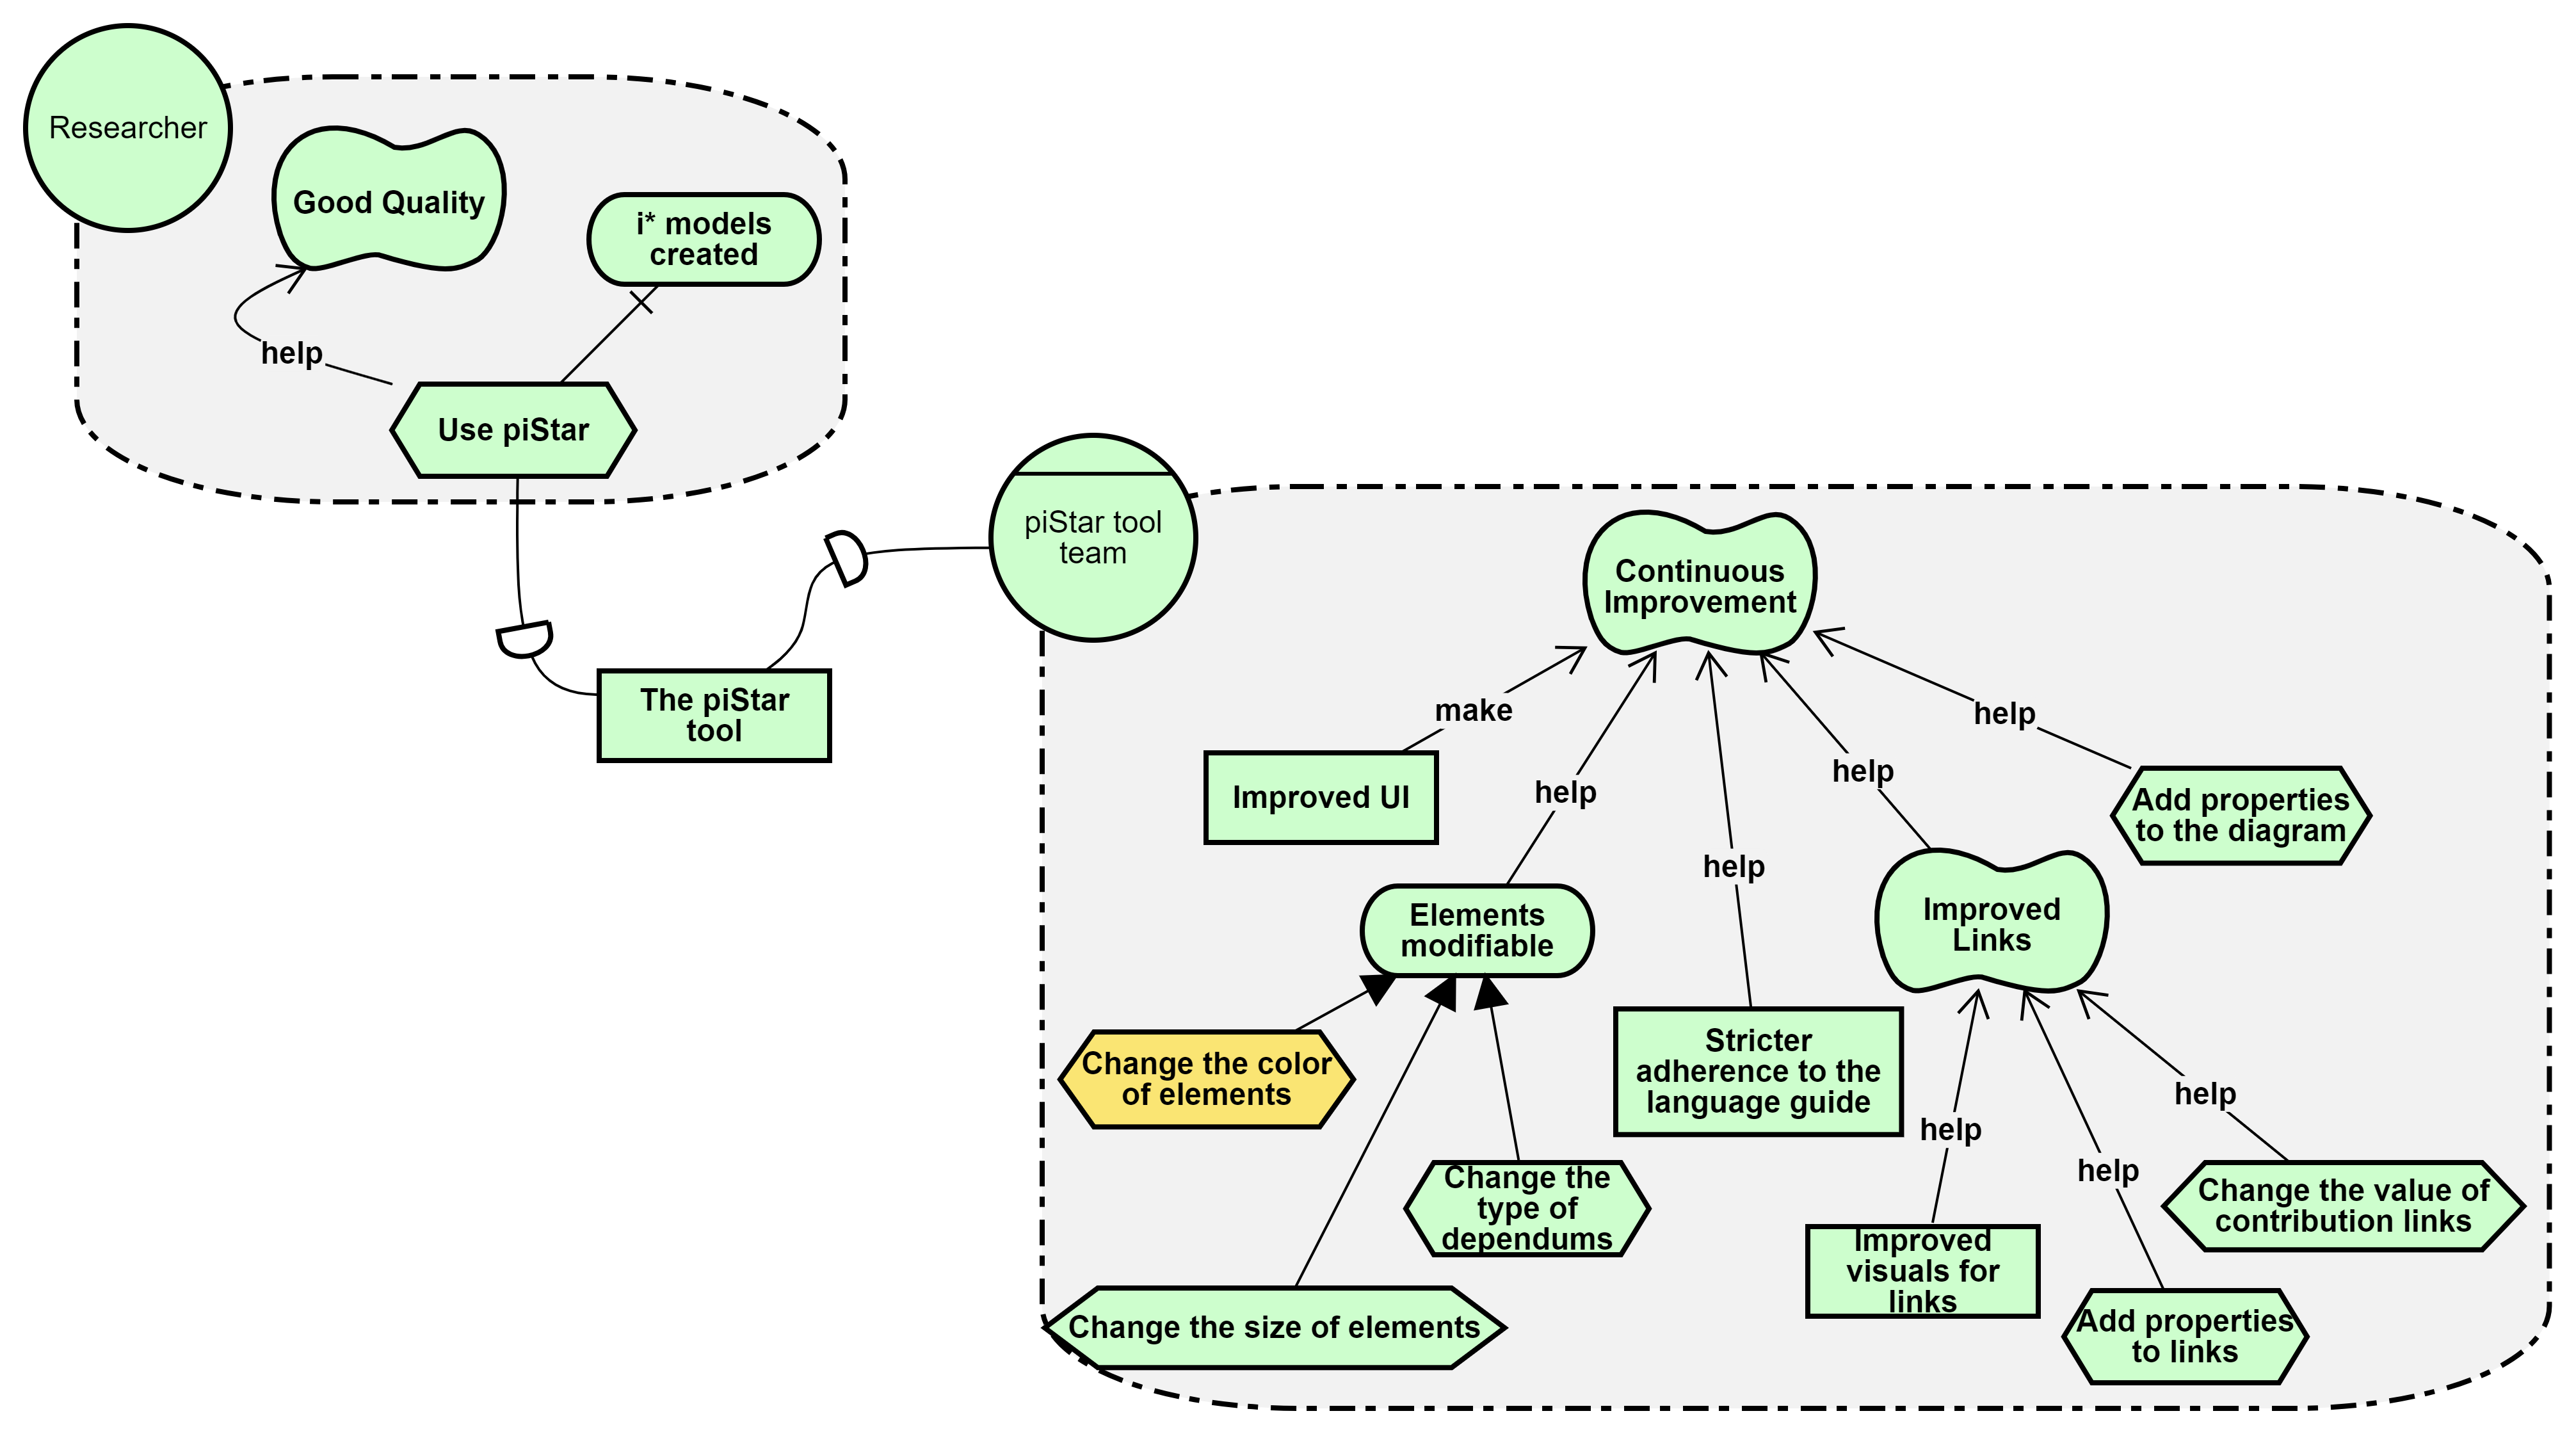 Researcher
Good Quality
i* models
created
help
Use piStar
The piStar
tool
piStar tool
team
Continuous
Improvement
make
help
help
help
help
Improved UI
Add properties
to the diagram
Elements
modifiable
Improved
Links
Change the color
of elements
Stricter
adherence to the
language guide
help
help
help
Change the
type of
dependums
Change the value of
contribution links
Improved
visuals for
links
Change the size of elements
Add properties
to links